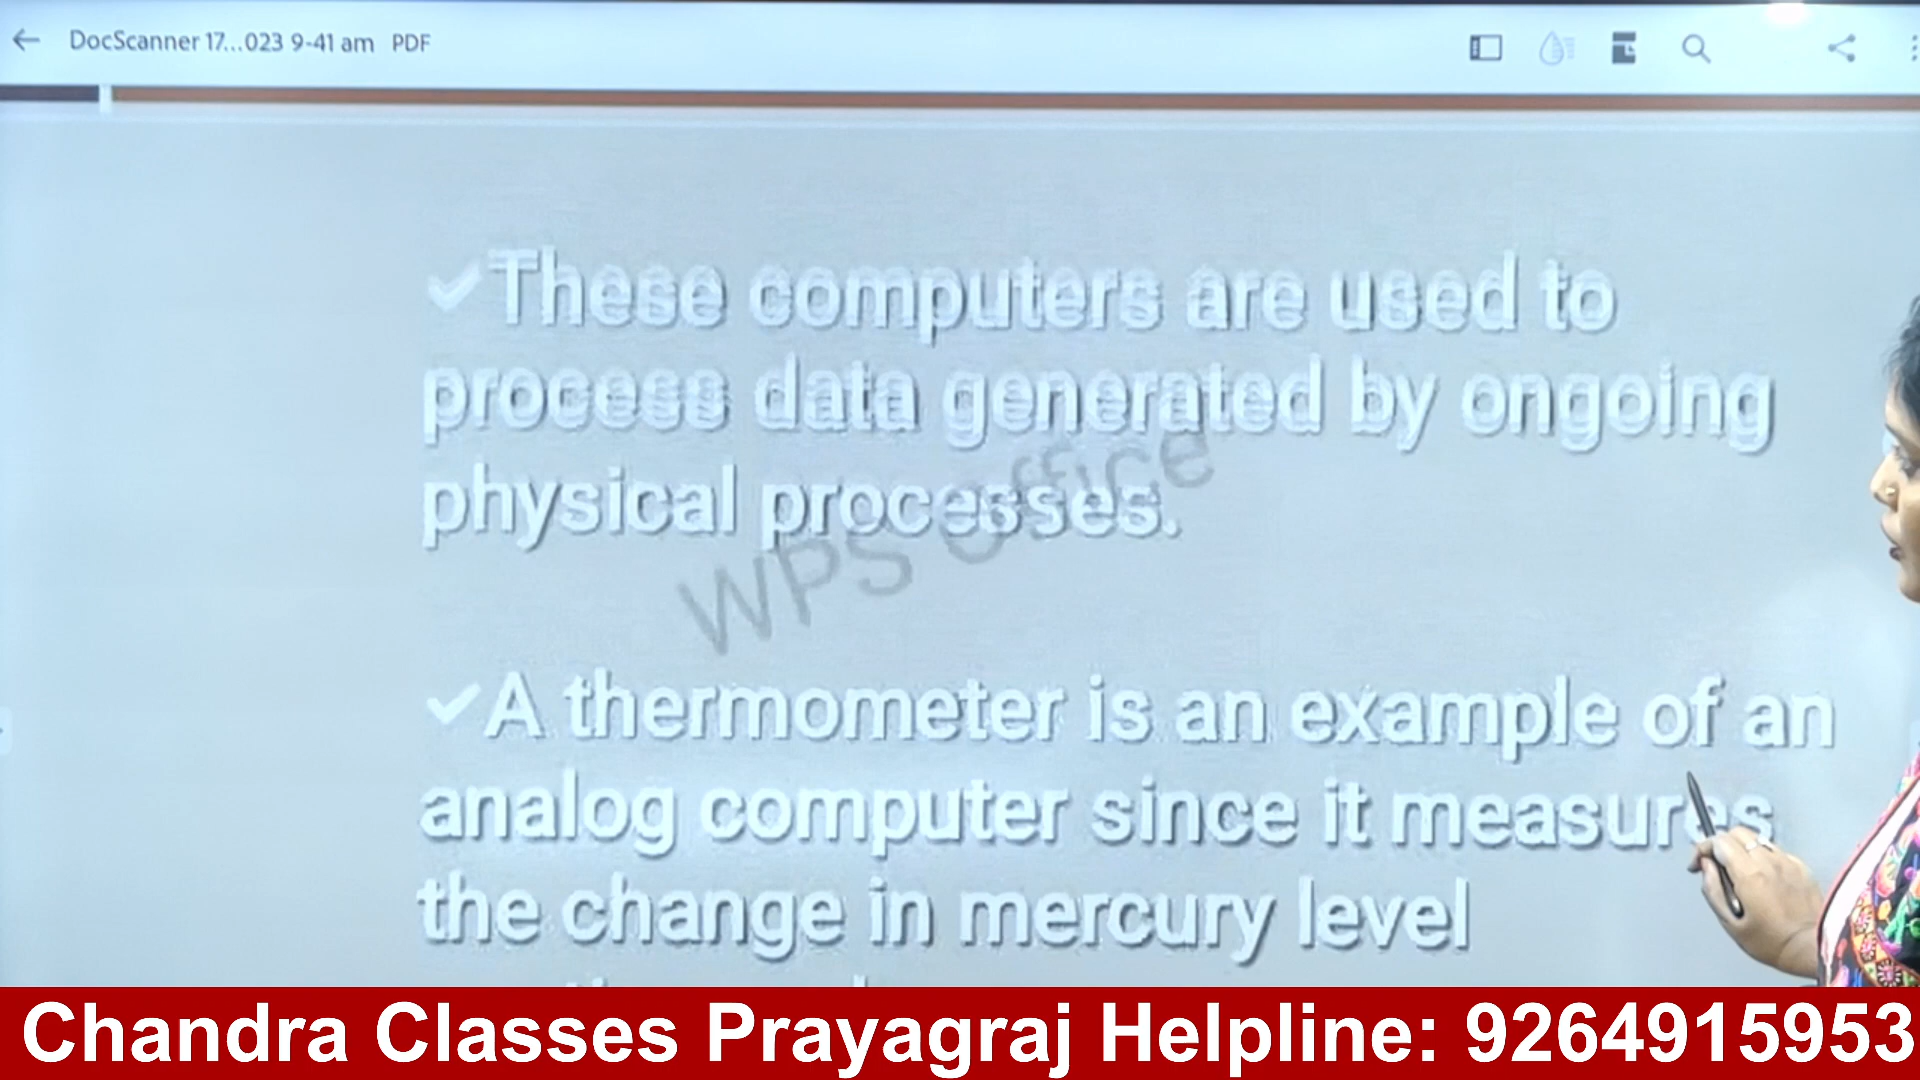 DocScanner 17...023 9-41 am PDF
✓These computers are used to
process data generated by ongoing
physical processes.
WPS Office
✓A thermometer is an example of an
analog computer since it measures
the change in mercury level
Chandra Classes Prayagraj Helpline: 9264915953